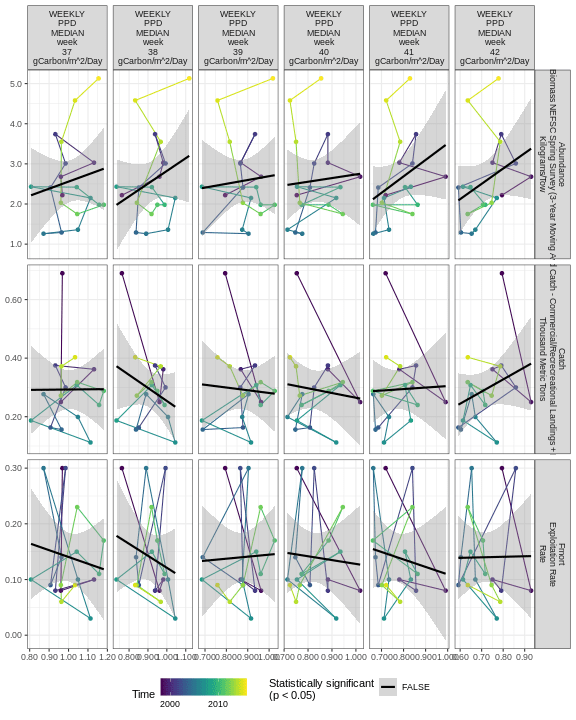 WEEKLY PPD MEDIAN week 37 gCarbon/m^2/Day
WEEKLY PPD MEDIAN week 38 gCarbon/m^2/Day
WEEKLY PPD MEDIAN week 39 gCarbon/m^2/Day
WEEKLY PPD MEDIAN week 40 gCarbon/m^2/Day
WEEKLY PPD MEDIAN week 41 gCarbon/m^2/Day
WEEKLY PPD MEDIAN week 42 gCarbon/m^2/Day
5.0
4.0
3.0
2.0
1.0
Abundance
Biomass NEFSC Spring Survey (3-Year Moving
Kilograms/Tow
0.60
0.40
0.20
Catch
Catch - Commercial/Recreational Landings +
Thousand Metric Tons
0.30
0.20
0.10
0.00
Fmort
Exploitation Rate
Rate
0.80 0.90 1.00 1.10 1.20
0.800 0.900 1.000 1.100
0.700 0.800 0.900 1.000
0.700 0.800 0.900 1.000
0.700 0.800 0.900 1.00
0.60 0.70 0.80 0.90
Time
2000 2010
Statistically significant
(p < 0.05)
FALSE